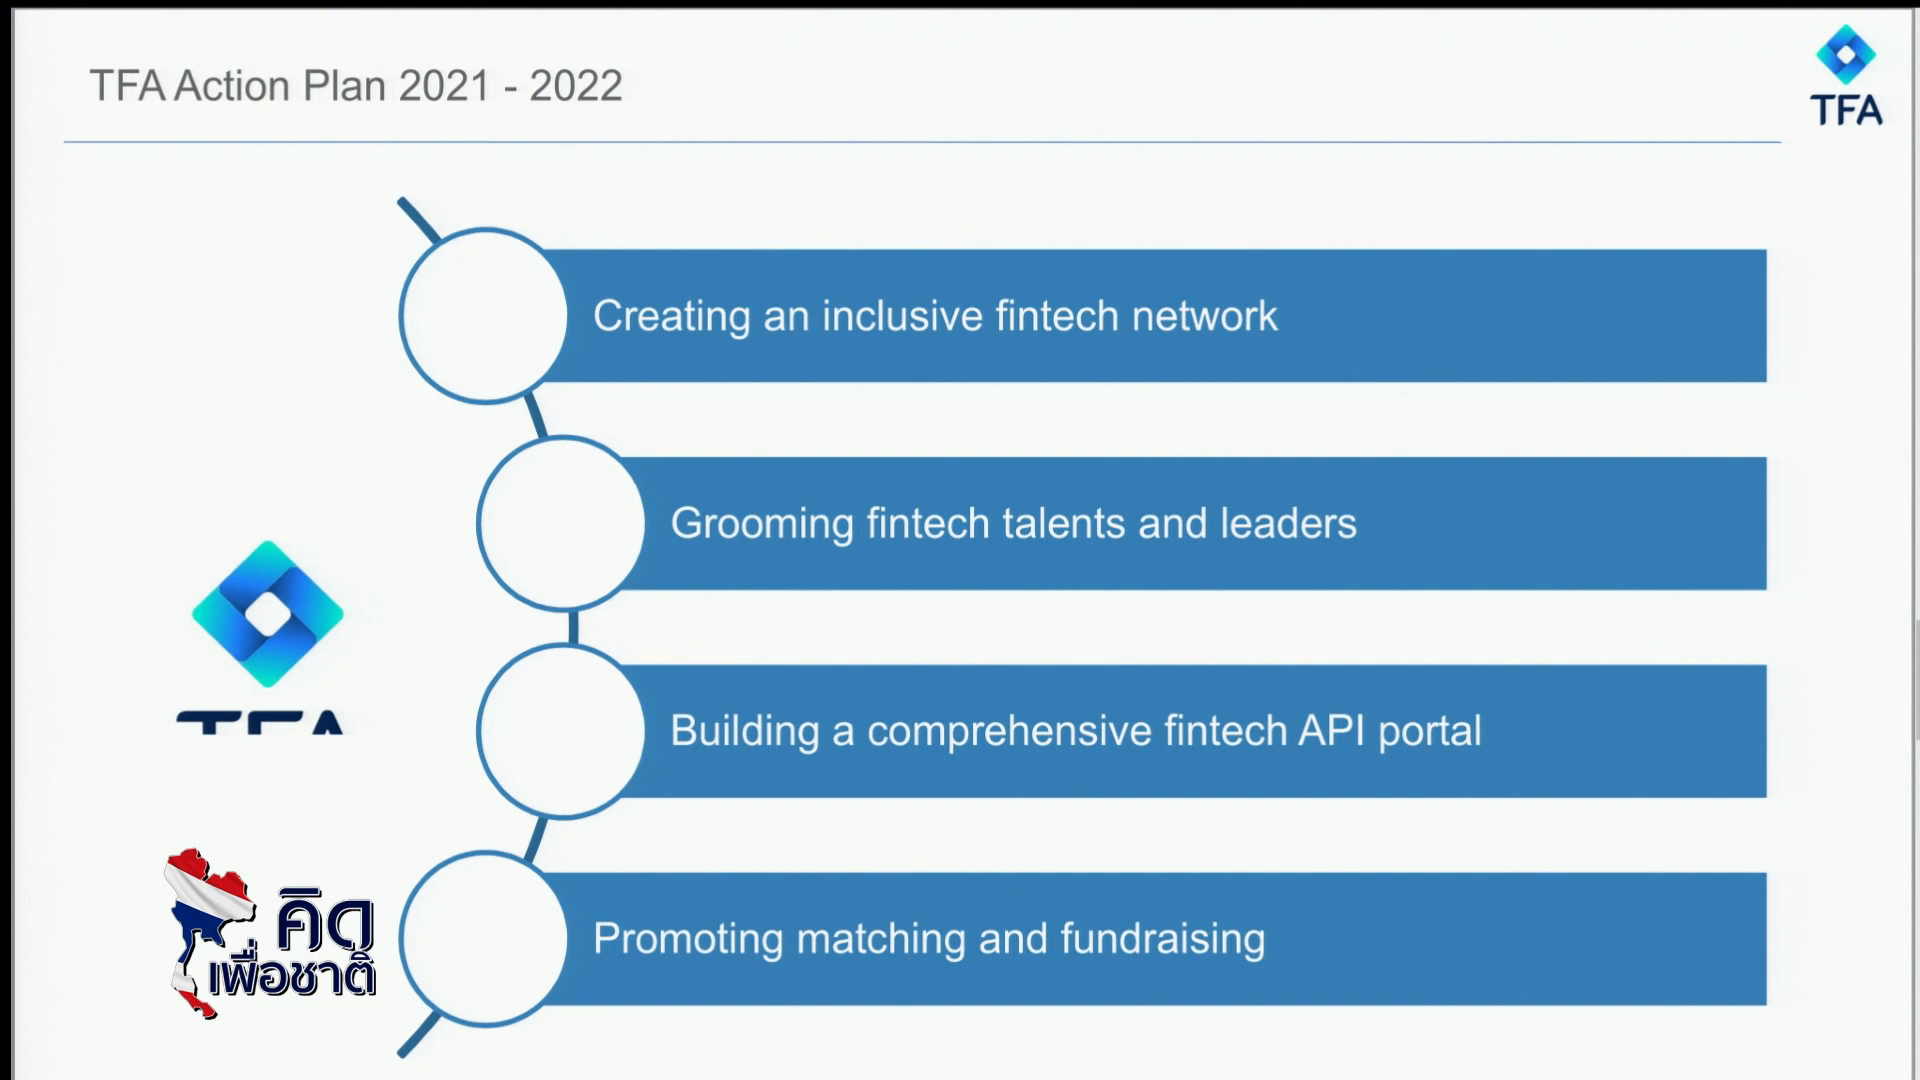 TFA Action Plan 2021 - 2022
TFA
Creating an inclusive fintech network
Grooming fintech talents and leaders
Building a comprehensive fintech API portal
Promoting matching and fundraising
TFA
คิด
เพื่อชาติ